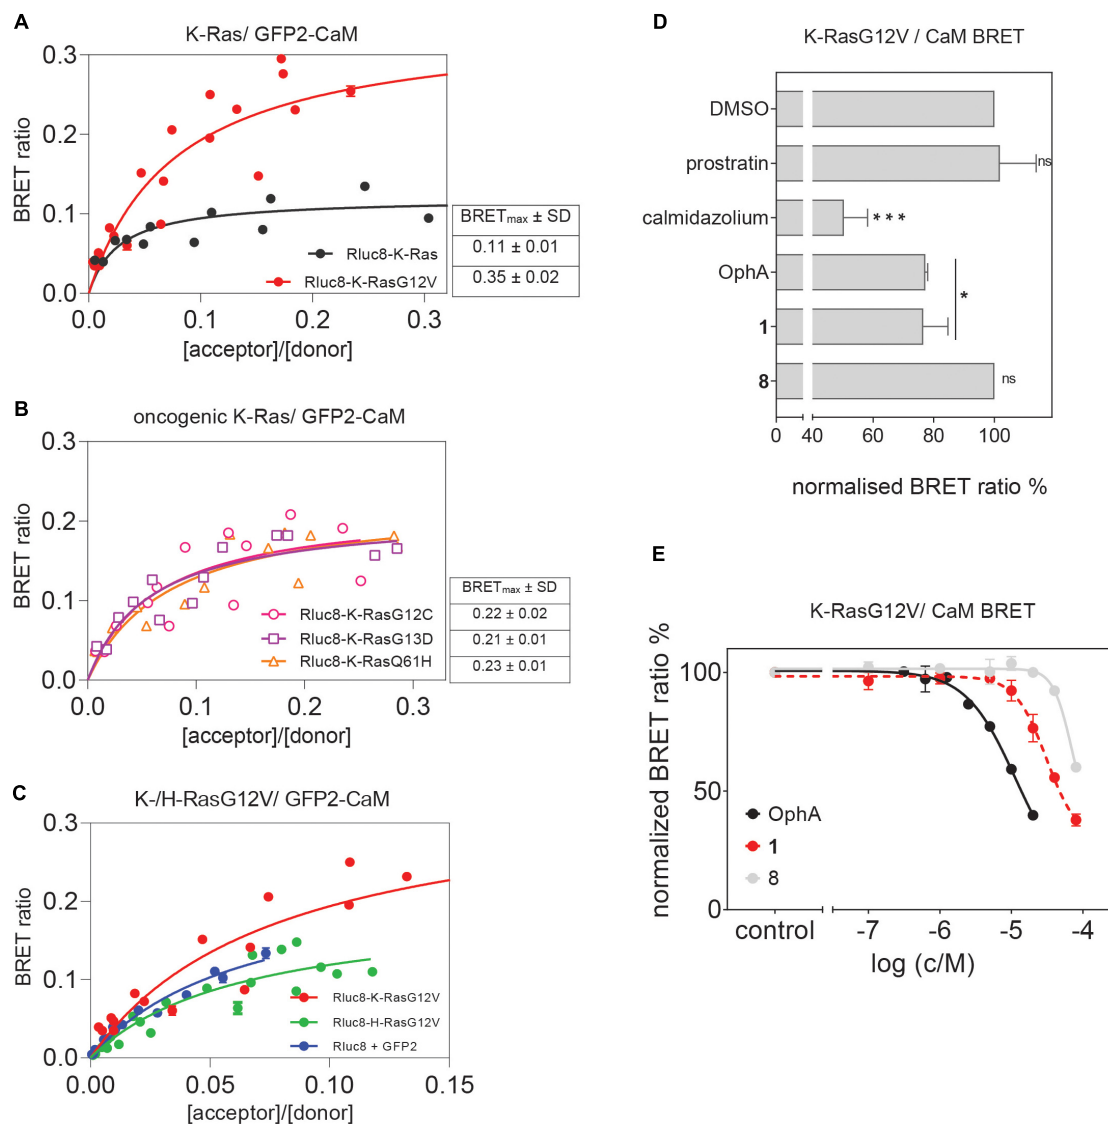 A
K-Ras/ GFP2-CaM
0.3
0.2
0.1
0.0
BRET ratio
Rluc8-K-Ras
Rluc8-K-RasG12V
0.0 0.1 0.2 0.3
[acceptor]/[donor]
BRETmax ± SD
0.11 ± 0.01
0.35 ± 0.02
B
oncogenic K-Ras/ GFP2-CaM
0.3
0.2
0.1
0.0
BRET ratio
Rluc8-K-RasG12C
Rluc8-K-RasG13D
Rluc8-K-RasQ61H
0.0 0.1 0.2 0.3
[acceptor]/[donor]
BRETmax ± SD
0.22 ± 0.02
0.21 ± 0.01
0.23 ± 0.01
C
K-/H-RasG12V/ GFP2-CaM
0.3
0.2
0.1
0.0
BRET ratio
Rluc8-K-RasG12V
Rluc8-H-RasG12V
Rluc8 + GFP2
0.00 0.05 0.10 0.15
[acceptor]/[donor]
D
K-RasG12V / CaM BRET
DMSO
prostratin ns
calmidazolium ***
OphA
*
1
8 ns
0 40 60 80 100
normalised BRET ratio %
E
K-RasG12V/ CaM BRET
100
50
0
normalized BRET ratio %
OphA
1
8
control -7 -6 -5 -4
log (c/M)